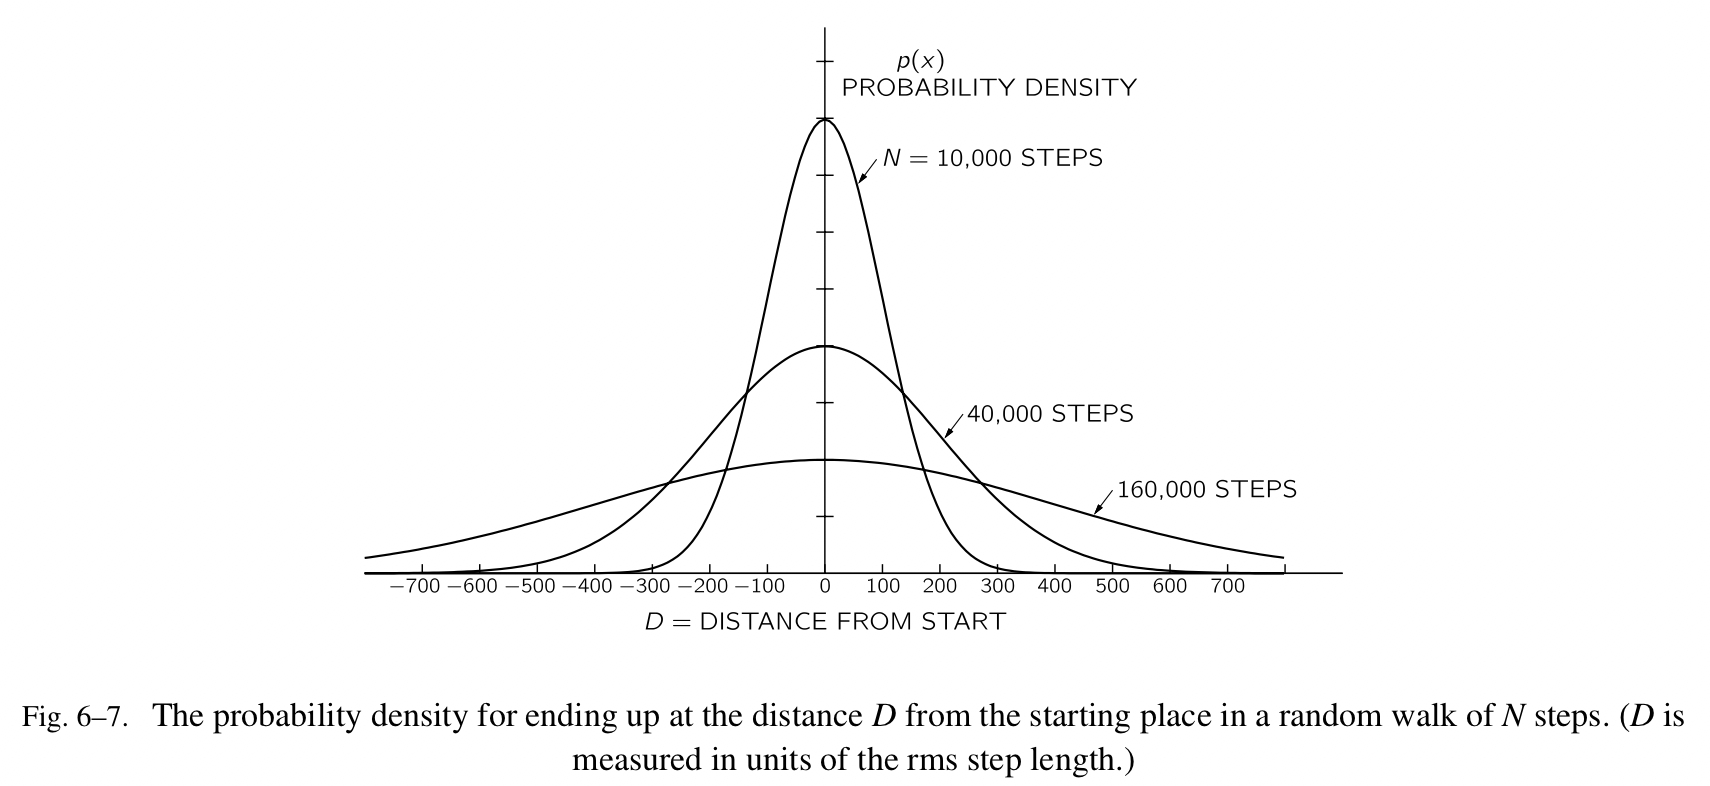 p(x)
PROBABILITY DENSITY
N = 10,000 STEPS
40,000 STEPS
160,000 STEPS
−700 −600 −500 −400 −300 −200 −100 0 100 200 300 400 500 600 700
D = DISTANCE FROM START
Fig. 6–7. The probability density for ending up at the distance D from the starting place in a random walk of N steps. (D is
measured in units of the rms step length.)